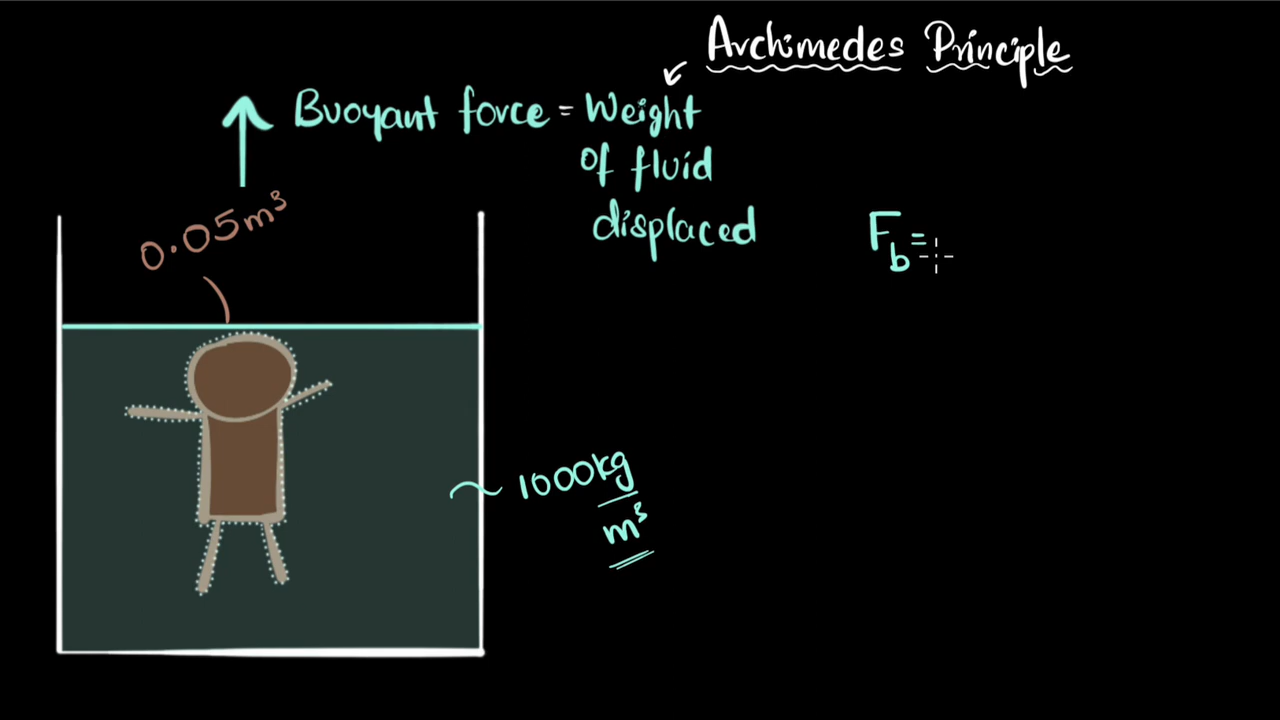 Archimedes Principle
Buoyant force = Weight
of fluid
displaced
0.05m³
F_b =
1000kg
m³